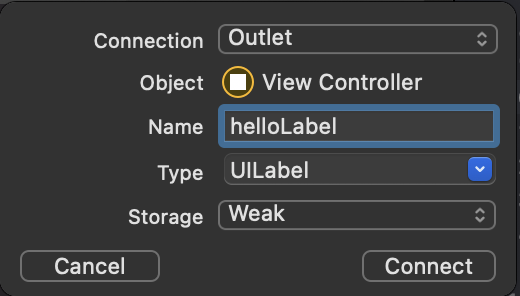 Connection Outlet
Object View Controller
Name helloLabel
Type UILabel
Storage Weak
Cancel Connect